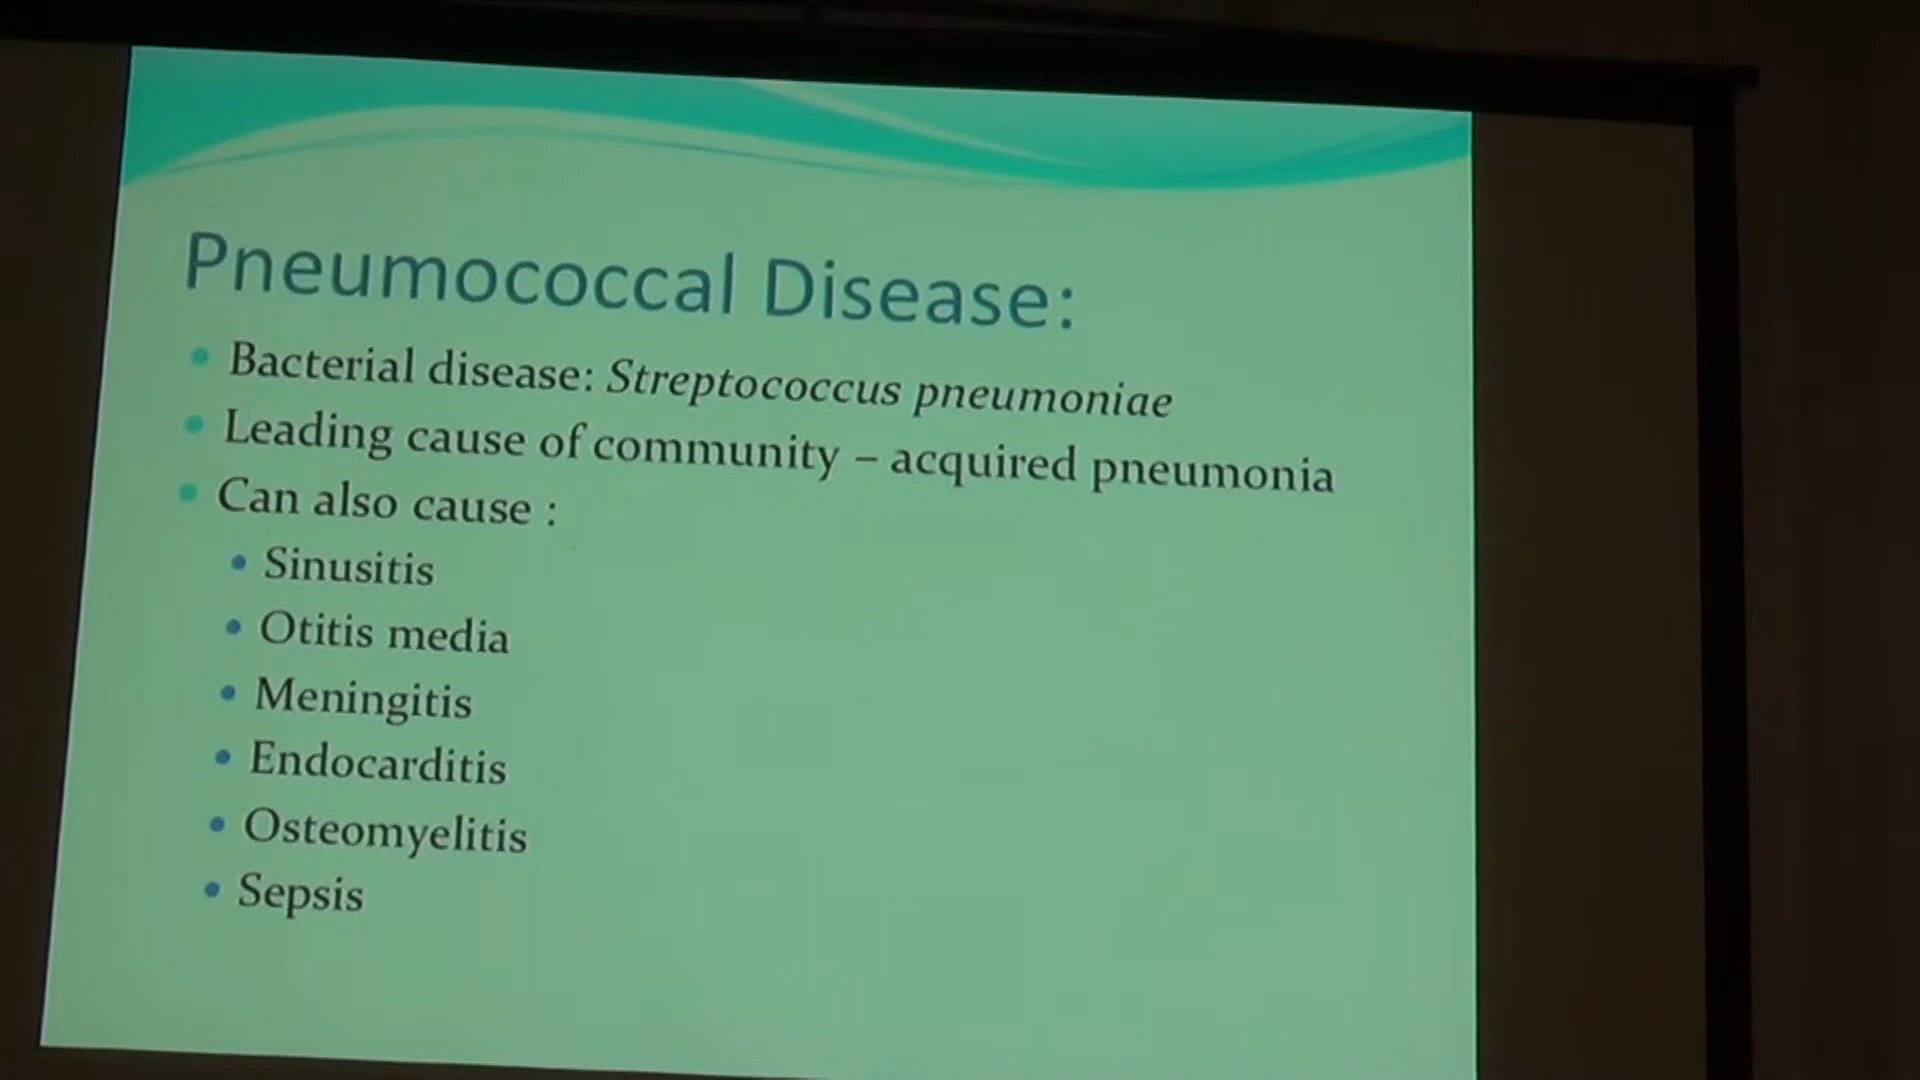 Pneumococcal Disease:
• Bacterial disease: Streptococcus pneumoniae
• Leading cause of community – acquired pneumonia
• Can also cause :
• Sinusitis
• Otitis media
• Meningitis
• Endocarditis
• Osteomyelitis
• Sepsis